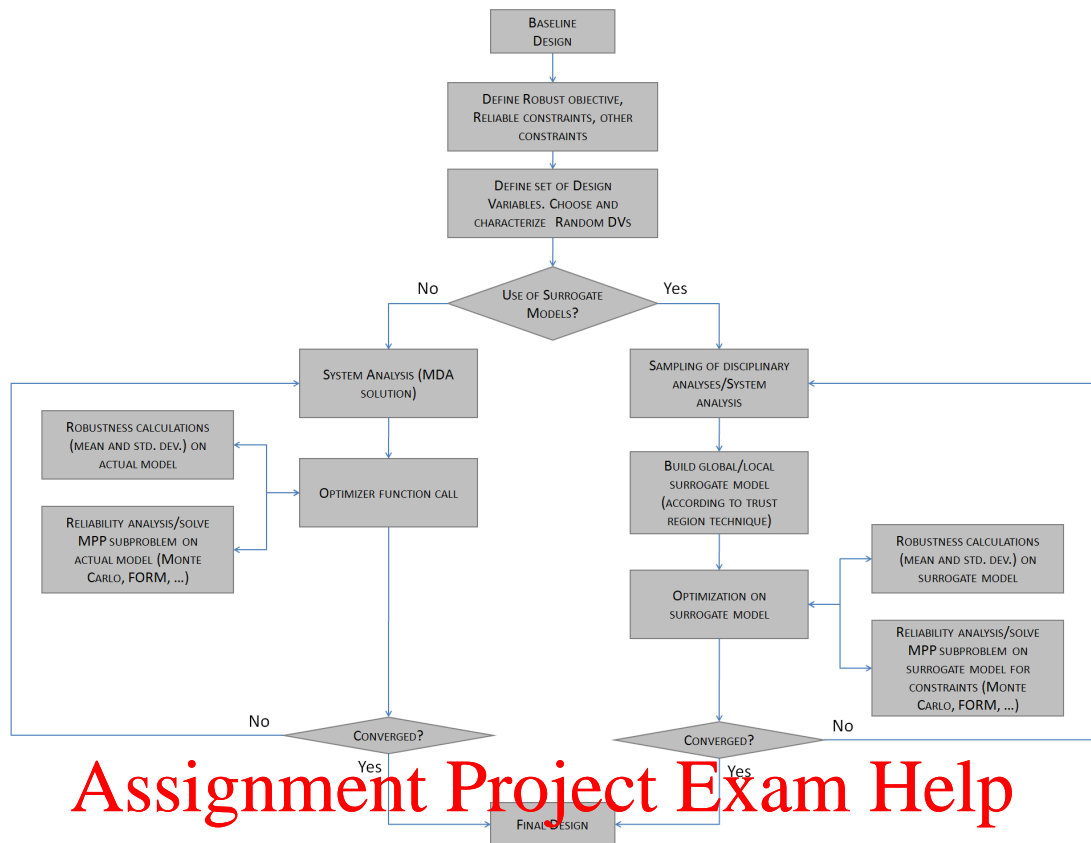 BASELINE
DESIGN
DEFINE ROBUST OBJECTIVE,
RELIABLE CONSTRAINTS, OTHER
CONSTRAINTS
DEFINE SET OF DESIGN
VARIABLES. CHOOSE AND
CHARACTERIZE RANDOM DVS
No
USE OF SURROGATE
MODELS?
Yes
SYSTEM ANALYSIS (MDA
SOLUTION)
ROBUSTNESS CALCULATIONS
(MEAN AND STD. DEV.) ON
ACTUAL MODEL
OPTIMIZER FUNCTION CALL
RELIABILITY ANALYSIS/SOLVE
MPP SUBPROBLEM ON
ACTUAL MODEL (MONTE
CARLO, FORM, ...)
No
CONVERGED?
Yes
SAMPLING OF DISCIPLINARY
ANALYSES/SYSTEM
ANALYSIS
BUILD GLOBAL/LOCAL
SURROGATE MODEL
(ACCORDING TO TRUST
REGION TECHNIQUE)
OPTIMIZATION ON
SURROGATE MODEL
ROBUSTNESS CALCULATIONS
(MEAN AND STD. DEV.) ON
SURROGATE MODEL
RELIABILITY ANALYSIS/SOLVE
MPP SUBPROBLEM ON
SURROGATE MODEL FOR
CONSTRAINTS (MONTE
CARLO, FORM, ...)
CONVERGED?
No
Yes
Assignment Project Exam Help
FINAL DESIGN